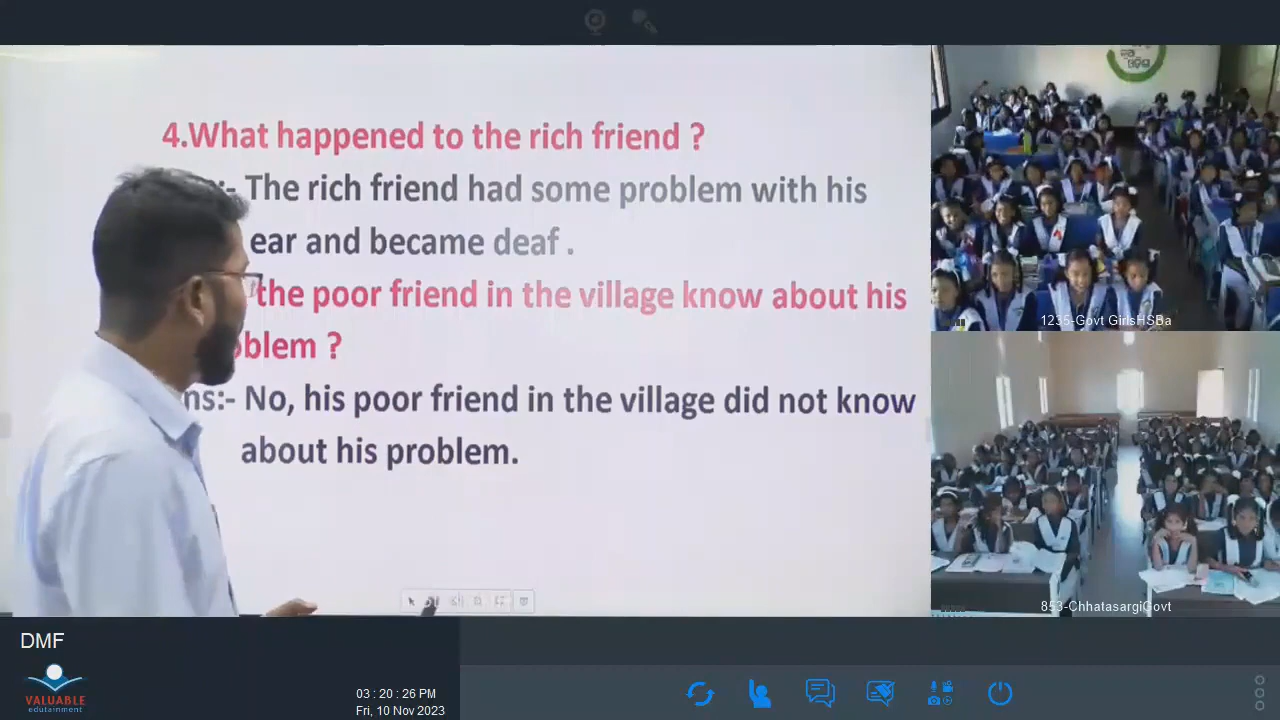 4.What happened to the rich friend ?
:- The rich friend had some problem with his
ear and became deaf .
the poor friend in the village know about his
oblem ?
ns:- No, his poor friend in the village did not know
about his problem.
1235-Govt GirlsHSBa
853-ChhatasargiGovt
DMF
VALUABLE
edutainment
03 : 20 : 26 PM
Fri, 10 Nov 2023